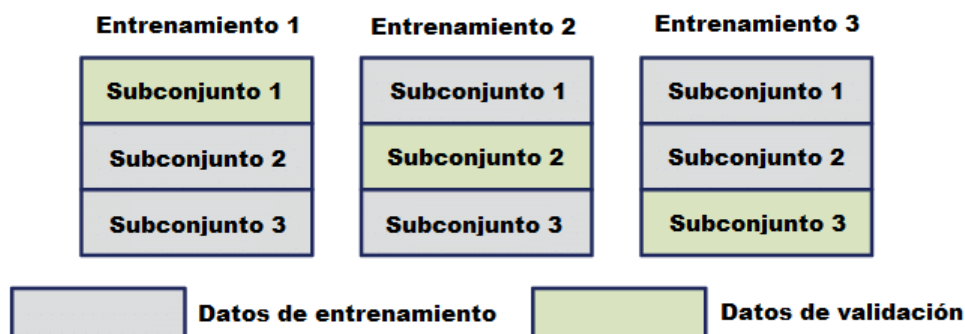 Entrenamiento 1
Entrenamiento 2
Entrenamiento 3
Subconjunto 1
Subconjunto 1
Subconjunto 1
Subconjunto 2
Subconjunto 2
Subconjunto 2
Subconjunto 3
Subconjunto 3
Subconjunto 3
Datos de entrenamiento
Datos de validación